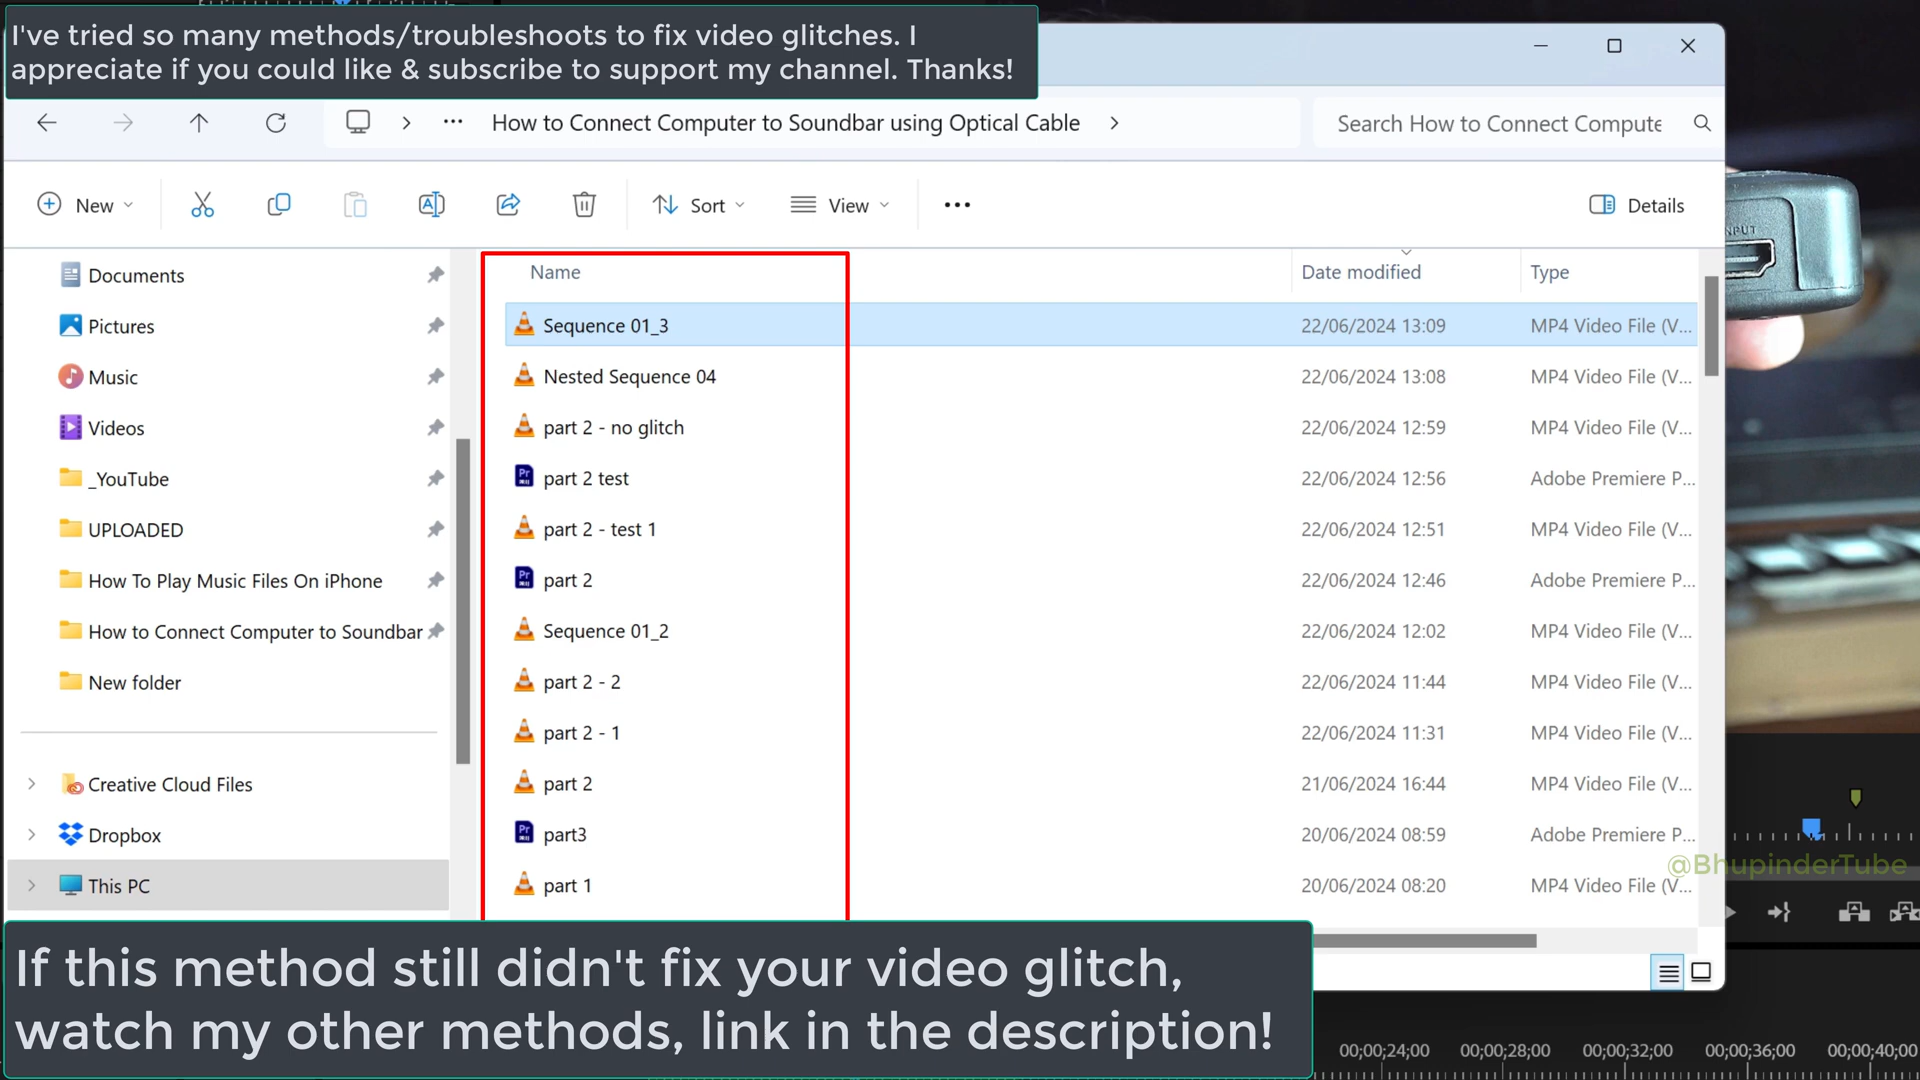 I've tried so many methods/troubleshoots to fix video glitches. I
appreciate if you could like & subscribe to support my channel. Thanks!
How to Connect Computer to Soundbar using Optical Cable
Search How to Connect Compute
New
Sort
View
Details
Name Date modified Type
Documents
Pictures
Music
Videos
_YouTube
UPLOADED
How To Play Music Files On iPhone
How to Connect Computer to Soundbar
New folder
Creative Cloud Files
Dropbox
This PC
Sequence 01_3 22/06/2024 13:09 MP4 Video File (V...
Nested Sequence 04 22/06/2024 13:08 MP4 Video File (V...
part 2 - no glitch 22/06/2024 12:59 MP4 Video File (V...
part 2 test 22/06/2024 12:56 Adobe Premiere P...
part 2 - test 1 22/06/2024 12:51 MP4 Video File (V...
part 2 22/06/2024 12:46 Adobe Premiere P...
Sequence 01_2 22/06/2024 12:02 MP4 Video File (V...
part 2 - 2 22/06/2024 11:44 MP4 Video File (V...
part 2 - 1 22/06/2024 11:31 MP4 Video File (V...
part 2 21/06/2024 16:44 MP4 Video File (V...
part3 20/06/2024 08:59 Adobe Premiere P...
part 1 20/06/2024 08:20 MP4 Video File (V...
@BhupinderTube
If this method still didn't fix your video glitch,
watch my other methods, link in the description!
00;00;24;00 00;00;28;00 00;00;32;00 00;00;36;00 00;00;40;00